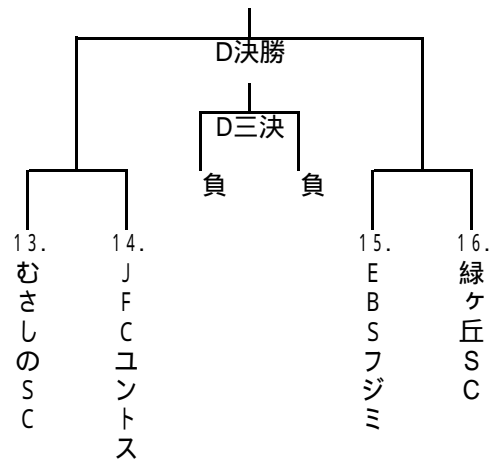 D決勝
D三決
負
負
13.
むさしのSC
14.
JFCユントス
15.
EBSフジミ
16.
緑ヶ丘SC